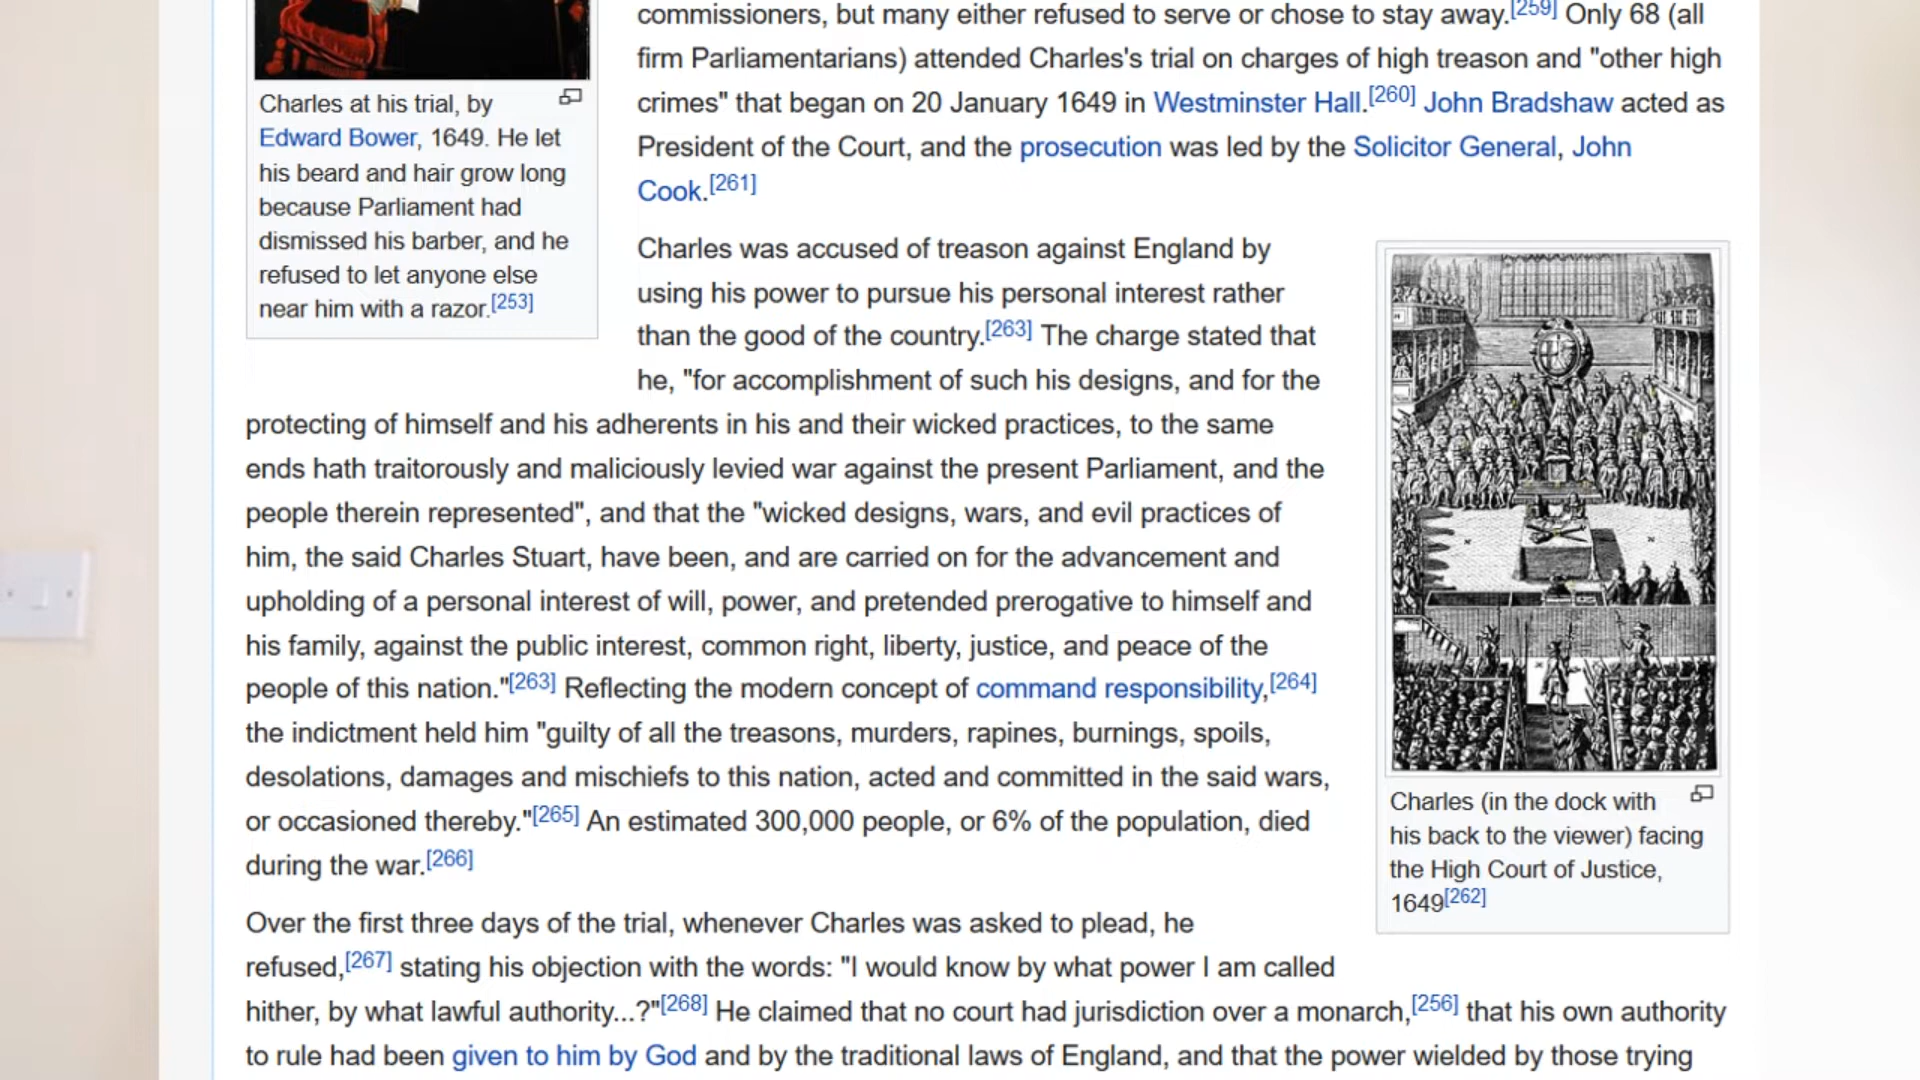 commissioners, but many either refused to serve or chose to stay away.[259] Only 68 (all
firm Parliamentarians) attended Charles's trial on charges of high treason and "other high
crimes" that began on 20 January 1649 in Westminster Hall.[260] John Bradshaw acted as
President of the Court, and the prosecution was led by the Solicitor General, John
Cook.[261]
Charles at his trial, by
Edward Bower, 1649. He let
his beard and hair grow long
because Parliament had
dismissed his barber, and he
refused to let anyone else
near him with a razor.[253]
Charles was accused of treason against England by
using his power to pursue his personal interest rather
than the good of the country.[263] The charge stated that
he, "for accomplishment of such his designs, and for the
protecting of himself and his adherents in his and their wicked practices, to the same
ends hath traitorously and maliciously levied war against the present Parliament, and the
people therein represented", and that the "wicked designs, wars, and evil practices of
him, the said Charles Stuart, have been, and are carried on for the advancement and
upholding of a personal interest of will, power, and pretended prerogative to himself and
his family, against the public interest, common right, liberty, justice, and peace of the
people of this nation."[263] Reflecting the modern concept of command responsibility,[264]
the indictment held him "guilty of all the treasons, murders, rapines, burnings, spoils,
desolations, damages and mischiefs to this nation, acted and committed in the said wars,
or occasioned thereby."[265] An estimated 300,000 people, or 6% of the population, died
during the war.[266]
Charles (in the dock with
his back to the viewer) facing
the High Court of Justice,
1649[262]
Over the first three days of the trial, whenever Charles was asked to plead, he
refused,[267] stating his objection with the words: "I would know by what power I am called
hither, by what lawful authority...?"[268] He claimed that no court had jurisdiction over a monarch,[256] that his own authority
to rule had been given to him by God and by the traditional laws of England, and that the power wielded by those trying